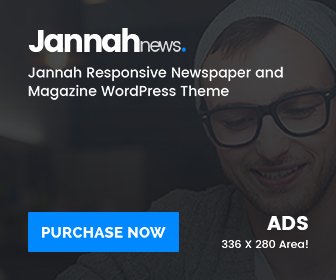 Jannahnews.
Jannah Responsive Newspaper and
Magazine WordPress Theme
PURCHASE NOW
ADS
336 X 280 Area!